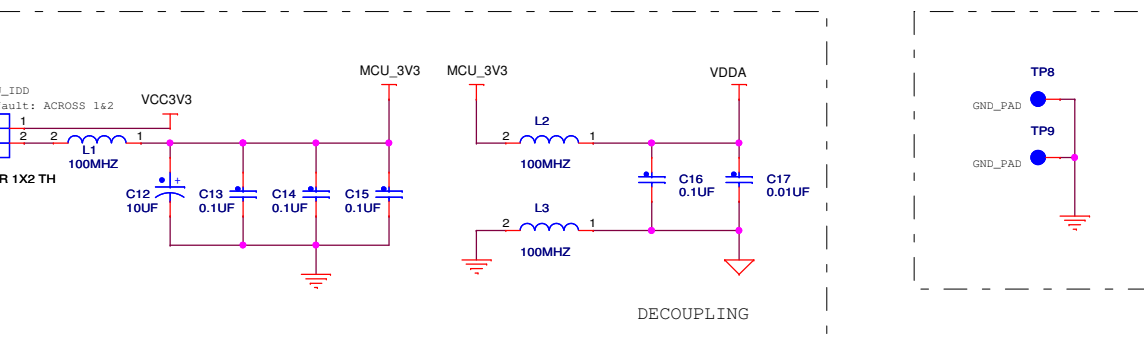 _IDD
ault: ACROSS 1&2
VCC3V3
MCU_3V3
MCU_3V3
VDDA
TP8
GND_PAD
TP9
GND_PAD
1
2
2
1
L1
100MHZ
R 1X2 TH
C12
10UF
+
C13
0.1UF
C14
0.1UF
C15
0.1UF
L2
2
1
100MHZ
C16
0.1UF
C17
0.01UF
L3
2
1
100MHZ
DECOUPLING